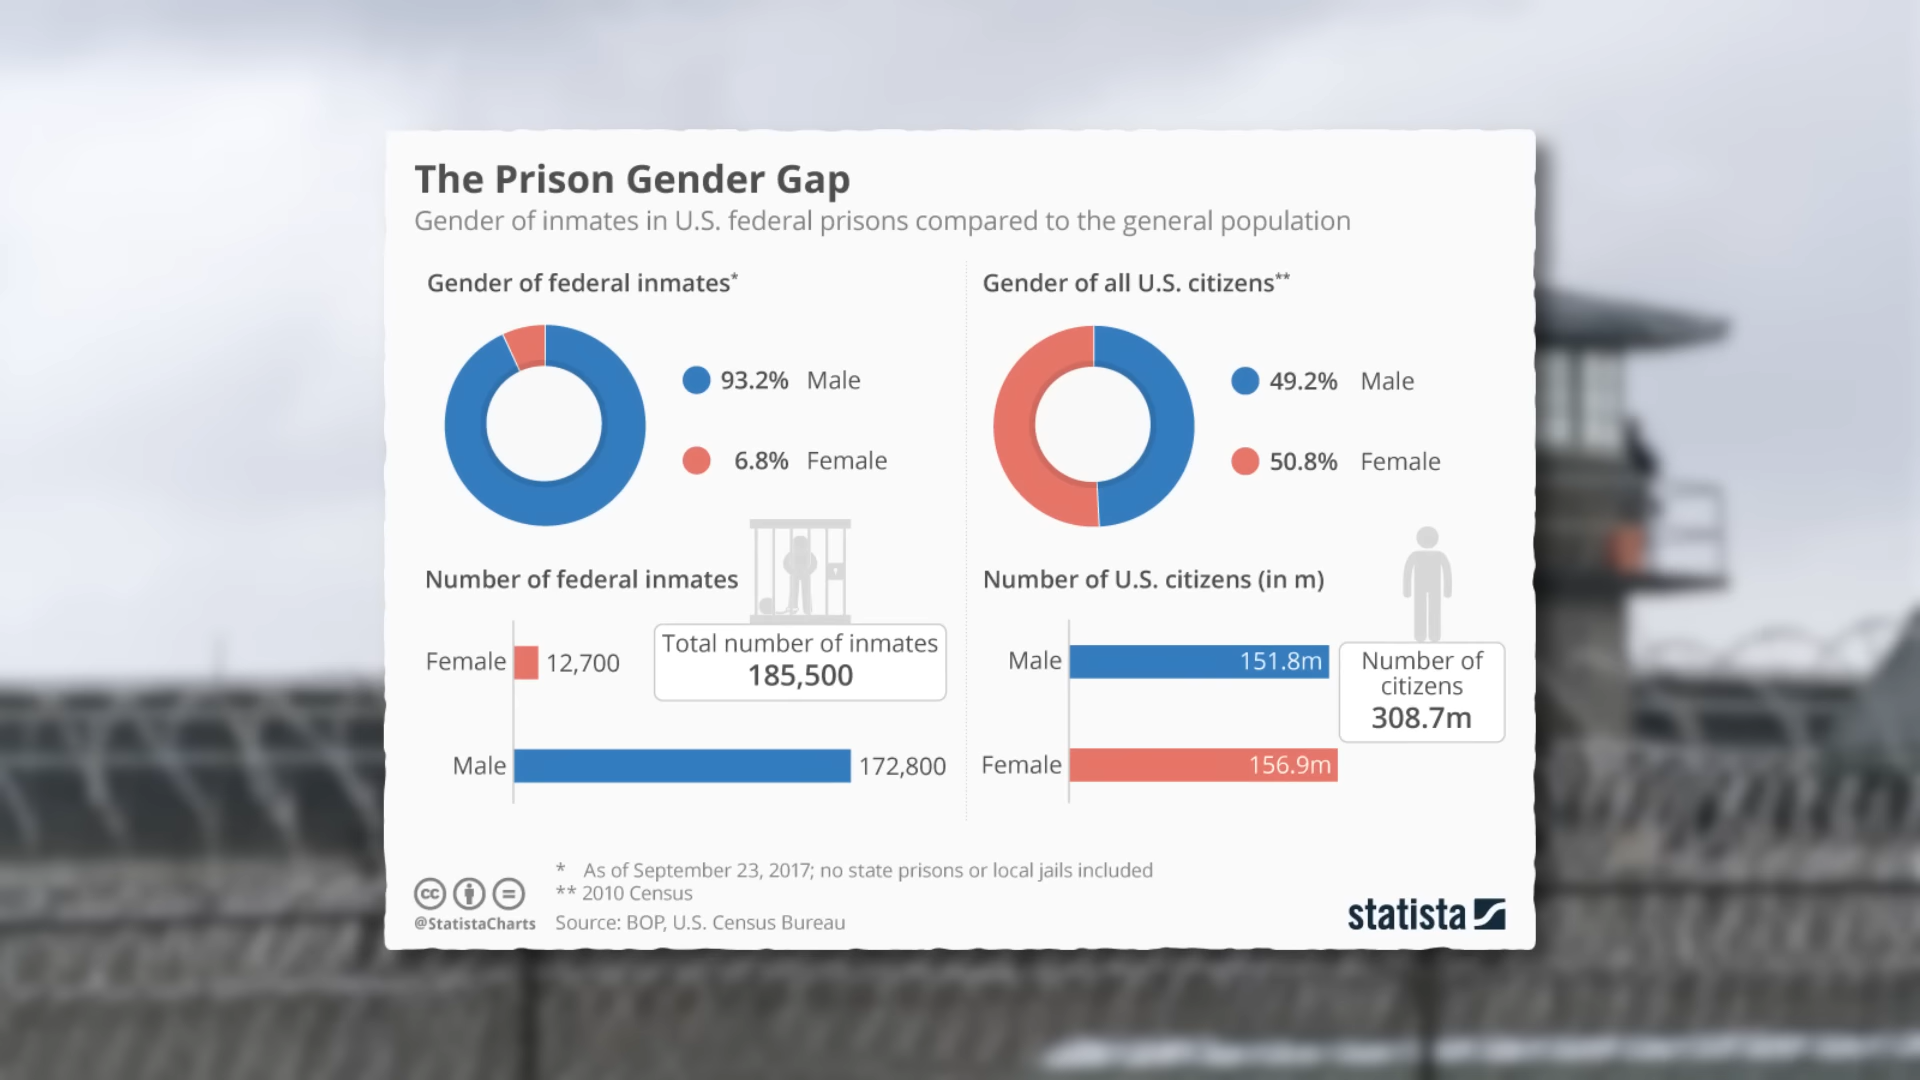 The Prison Gender Gap
Gender of inmates in U.S. federal prisons compared to the general population
Gender of federal inmates*
93.2% Male
6.8% Female
Number of federal inmates
Total number of inmates
185,500
Female 12,700
Male 172,800
Gender of all U.S. citizens**
49.2% Male
50.8% Female
Number of U.S. citizens (in m)
Male 151.8m
Number of
citizens
308.7m
Female 156.9m
* As of September 23, 2017; no state prisons or local jails included
** 2010 Census
cc
@StatistaCharts Source: BOP, U.S. Census Bureau
statista